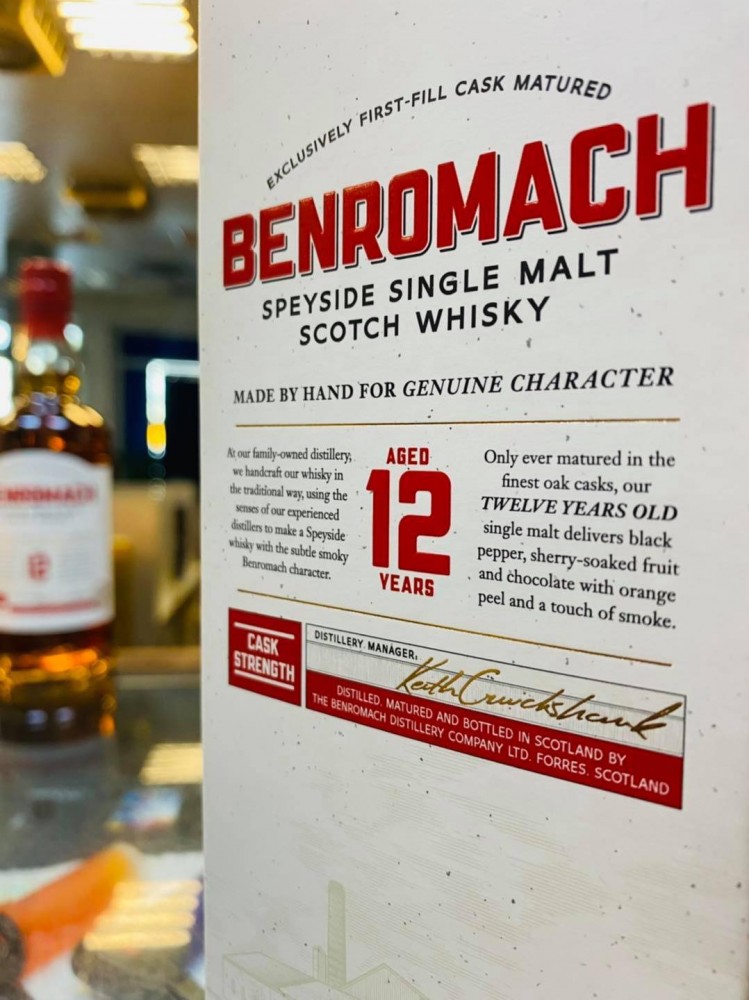 EXCLUSIVELY FIRST-FILL CASK MATURED
BENROMACH
SPEYSIDE SINGLE MALT
SCOTCH WHISKY
MADE BY HAND FOR GENUINE CHARACTER
At our family-owned distillery,
we handcraft our whisky in
the traditional way, using the
senses of our experienced
distillers to make a Speyside
whisky with the subtle smoky
Benromach character.
AGED
12
YEARS
Only ever matured in the
finest oak casks, our
TWELVE YEARS OLD
single malt delivers black
pepper, sherry-soaked fruit
and chocolate with orange
peel and a touch of smoke.
CASK
STRENGTH
DISTILLERY MANAGER,
Keith Cruickshank
DISTILLED, MATURED AND BOTTLED IN SCOTLAND BY
THE BENROMACH DISTILLERY COMPANY LTD. FORRES. SCOTLAND
BENROMACH
12